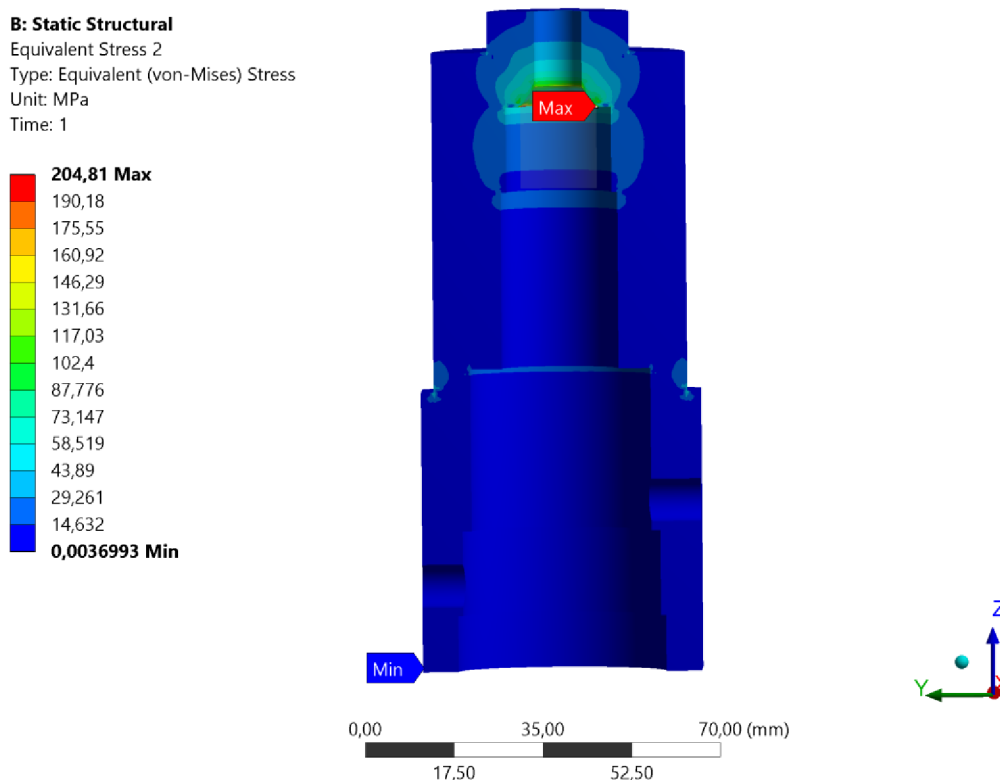 B: Static Structural
Equivalent Stress 2
Type: Equivalent (von-Mises) Stress
Unit: MPa
Time: 1
204,81 Max
190,18
175,55
160,92
146,29
131,66
117,03
102,4
87,776
73,147
58,519
43,89
29,261
14,632
0,0036993 Min
Max
Min
0,00 35,00 70,00 (mm)
17,50 52,50
Z
Y
X